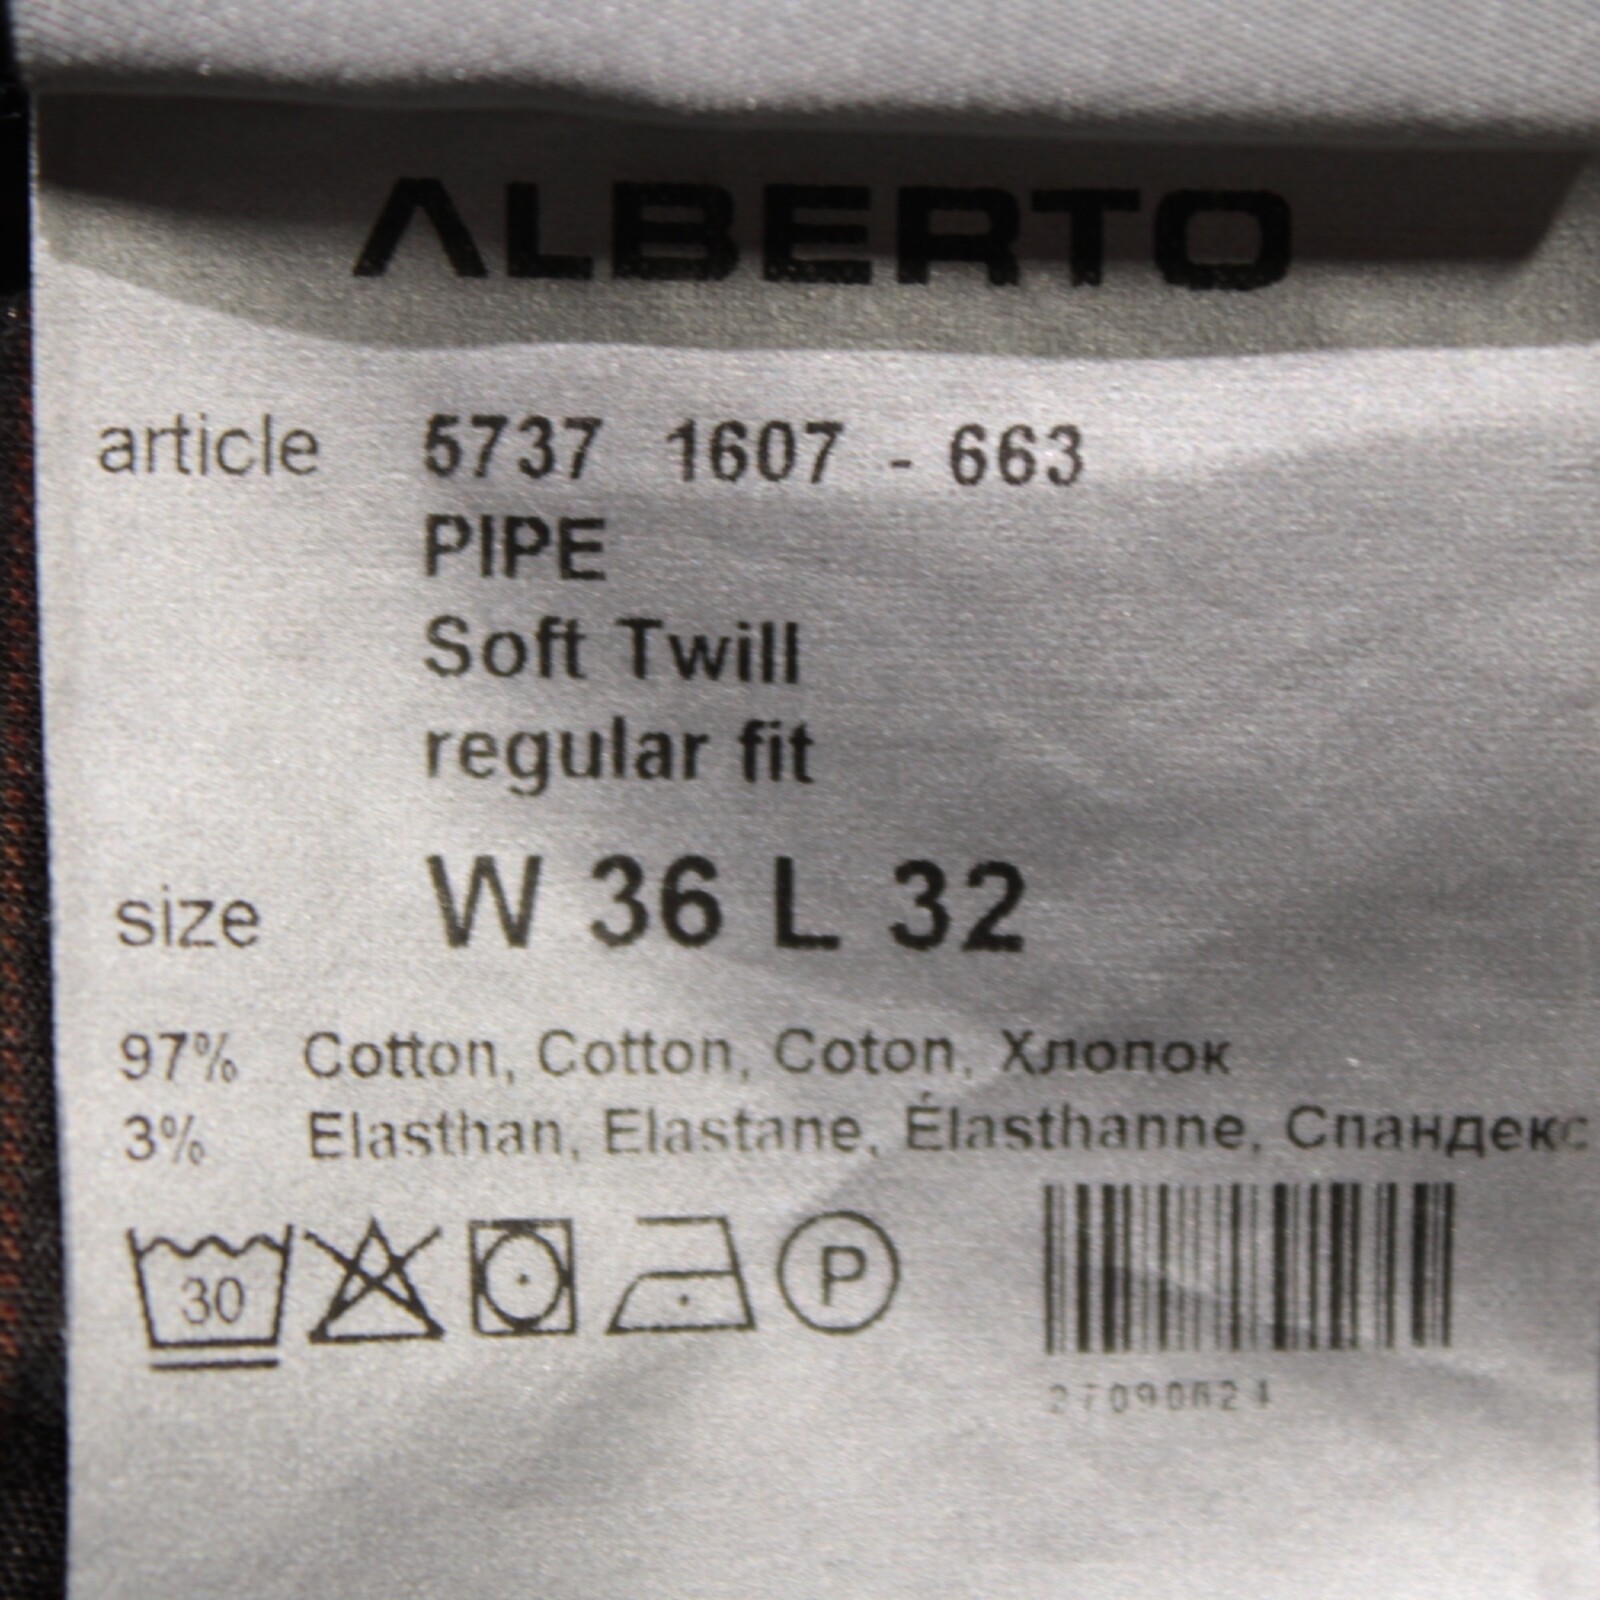 ALBERTO
article 5737 1607 - 663
PIPE
Soft Twill
regular fit
size W 36 L 32
97% Cotton, Cotton, Coton, Хлопок
3% Elasthan, Elastane, Élasthanne, Спандекс
30 P